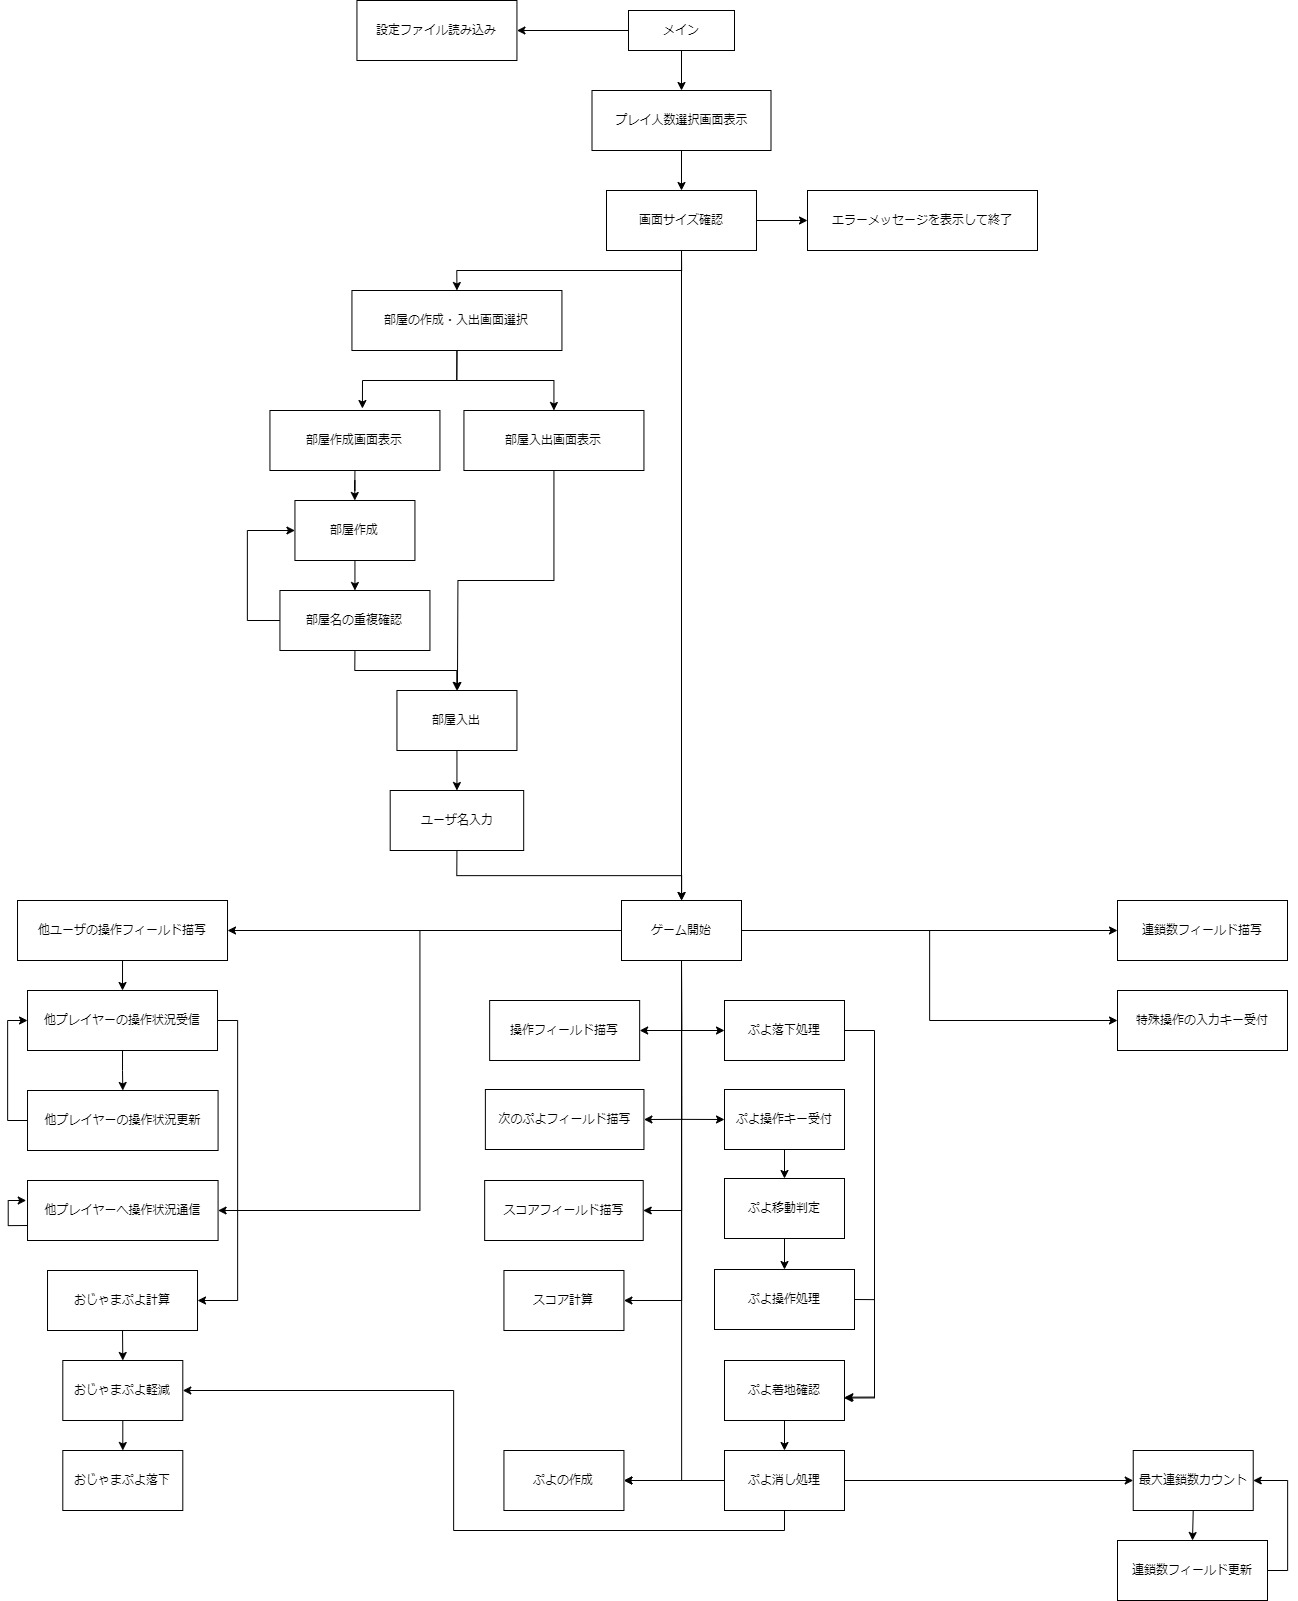 設定ファイル読み込み
メイン
プレイ人数選択画面表示
画面サイズ確認
エラーメッセージを表示して終了
部屋の作成・入出画面選択
部屋作成画面表示
部屋入出画面表示
部屋作成
部屋名の重複確認
部屋入出
ユーザ名入力
他ユーザの操作フィールド描写
ゲーム開始
連鎖数フィールド描写
他プレイヤーの操作状況受信
操作フィールド描写
ぷよ落下処理
特殊操作の入力キー受付
他プレイヤーの操作状況更新
次のぷよフィールド描写
ぷよ操作キー受付
他プレイヤーへ操作状況通信
スコアフィールド描写
ぷよ移動判定
おじゃまぷよ計算
スコア計算
ぷよ操作処理
おじゃまぷよ軽減
ぷよ着地確認
おじゃまぷよ落下
ぷよの作成
ぷよ消し処理
最大連鎖数カウント
連鎖数フィールド更新